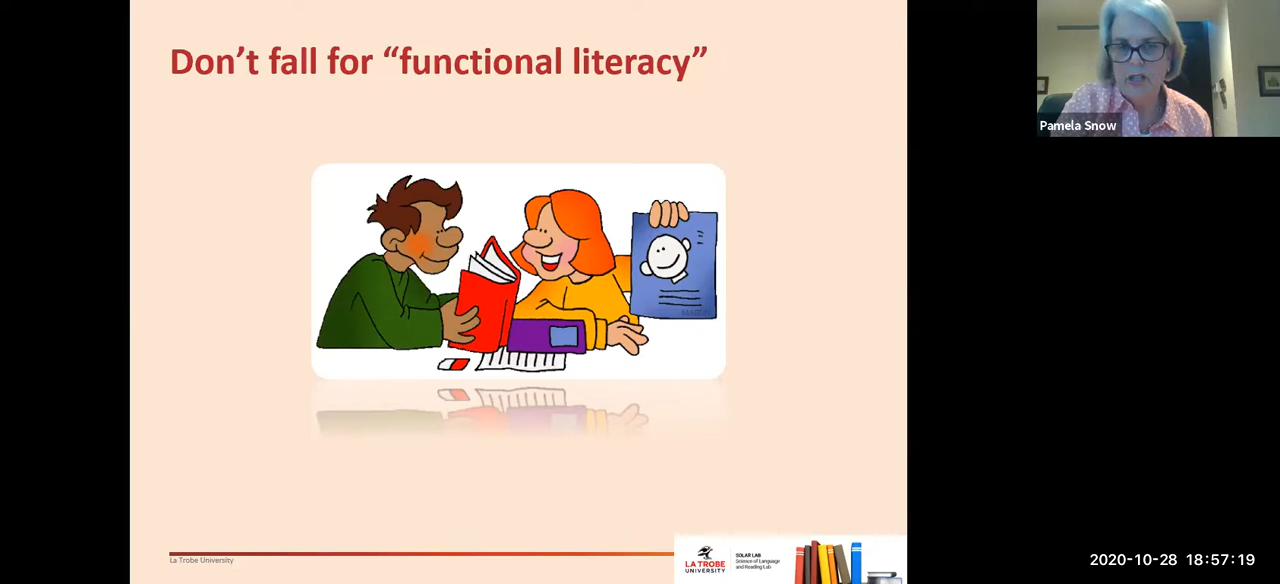 Don’t fall for “functional literacy”
Pamela Snow
La Trobe University
LA TROBE
UNIVERSITY
SOLAR LAB
Science of Language
and Reading Lab
2020-10-28 18:57:19